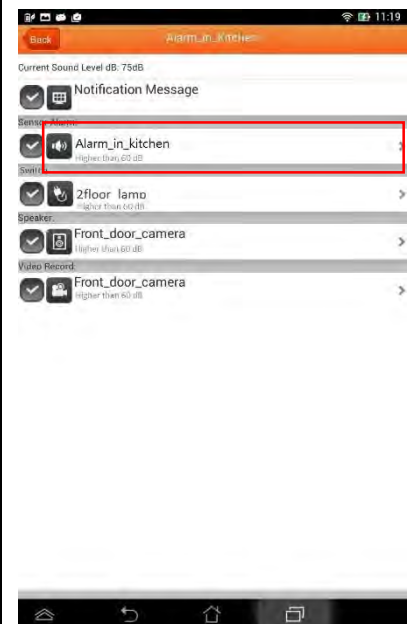 11:19
Back
Alarm_in_Kitchen
Current Sound Level dB: 75dB
Notification Message
Sensor Alarm:
Alarm_in_kitchen
Higher than 60 dB
Switch:
2floor_lamp
Higher than 60 dB
Speaker:
Front_door_camera
Higher than 60 dB
Video Record:
Front_door_camera
Higher than 60 dB